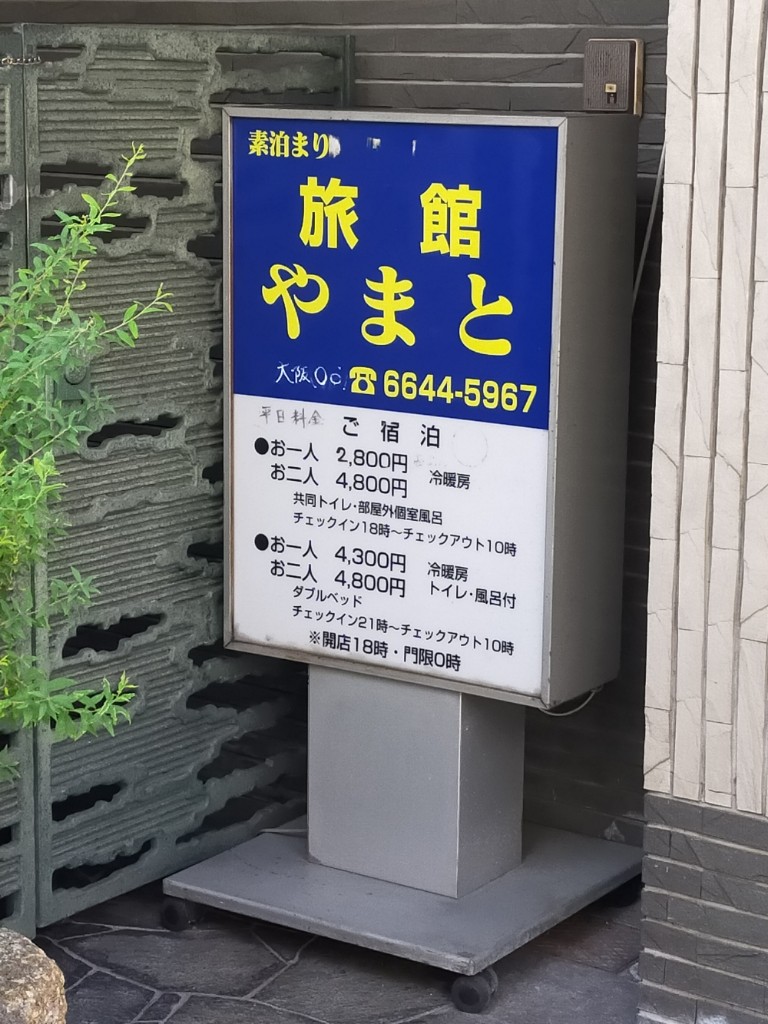 素泊まり
旅館
やまと
大阪 06 ☎6644-5967
平日料金
ご宿泊
●お一人 2,800円
お二人 4,800円 冷暖房
共同トイレ・部屋外個室風呂
チェックイン18時～チェックアウト10時
●お一人 4,300円 冷暖房
お二人 4,800円 トイレ・風呂付
ダブルベッド
チェックイン21時～チェックアウト10時
※開店18時・門限0時